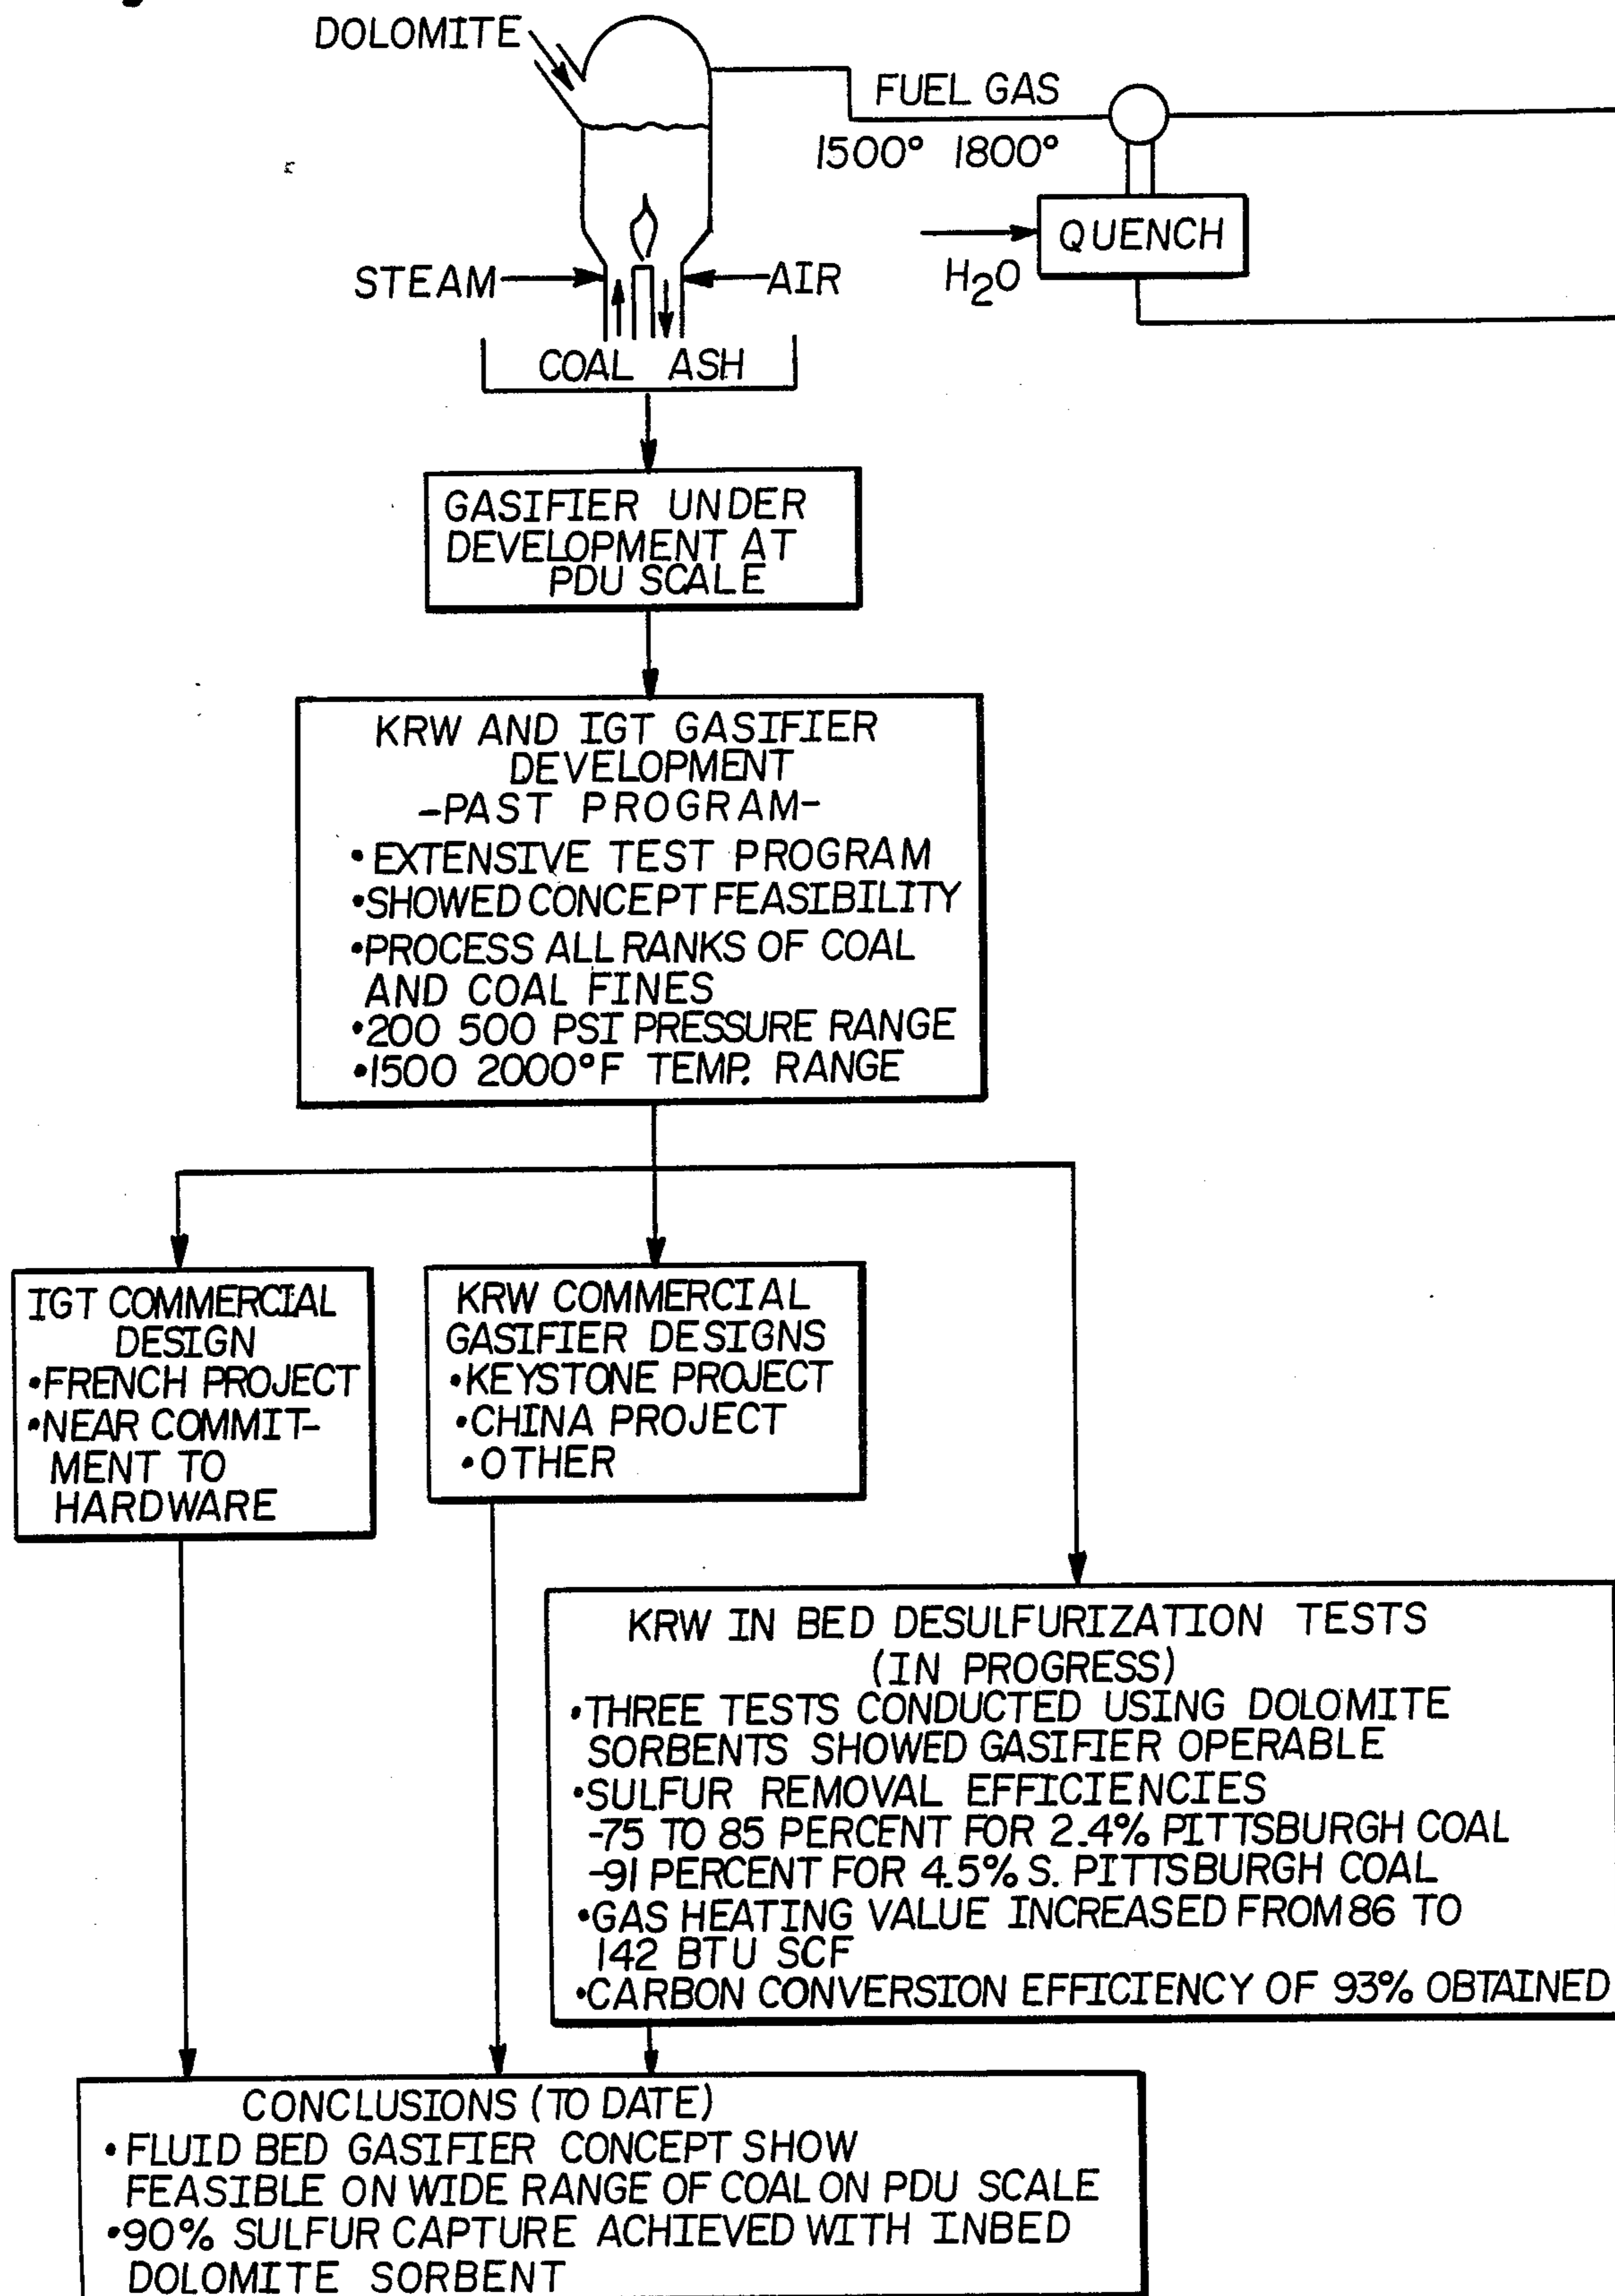 DOLOMITE
FUEL GAS
1500° 1800°
QUENCH
H2O
STEAM
AIR
COAL ASH
GASIFIER UNDER
DEVELOPMENT AT
PDU SCALE
KRW AND IGT GASIFIER
DEVELOPMENT
-PAST PROGRAM-
•EXTENSIVE TEST PROGRAM
•SHOWED CONCEPT FEASIBILITY
•PROCESS ALL RANKS OF COAL
AND COAL FINES
•200 500 PSI PRESSURE RANGE
•1500 2000°F TEMP. RANGE
IGT COMMERCIAL
DESIGN
•FRENCH PROJECT
•NEAR COMMIT-
MENT TO
HARDWARE
KRW COMMERCIAL
GASIFIER DESIGNS
•KEYSTONE PROJECT
•CHINA PROJECT
•OTHER
KRW IN BED DESULFURIZATION TESTS
(IN PROGRESS)
•THREE TESTS CONDUCTED USING DOLOMITE
SORBENTS SHOWED GASIFIER OPERABLE
•SULFUR REMOVAL EFFICIENCIES
-75 TO 85 PERCENT FOR 2.4% PITTSBURGH COAL
-91 PERCENT FOR 4.5% S. PITTSBURGH COAL
•GAS HEATING VALUE INCREASED FROM 86 TO
142 BTU SCF
•CARBON CONVERSION EFFICIENCY OF 93% OBTAINED
CONCLUSIONS (TO DATE)
•FLUID BED GASIFIER CONCEPT SHOW
FEASIBLE ON WIDE RANGE OF COAL ON PDU SCALE
•90% SULFUR CAPTURE ACHIEVED WITH INBED
DOLOMITE SORBENT